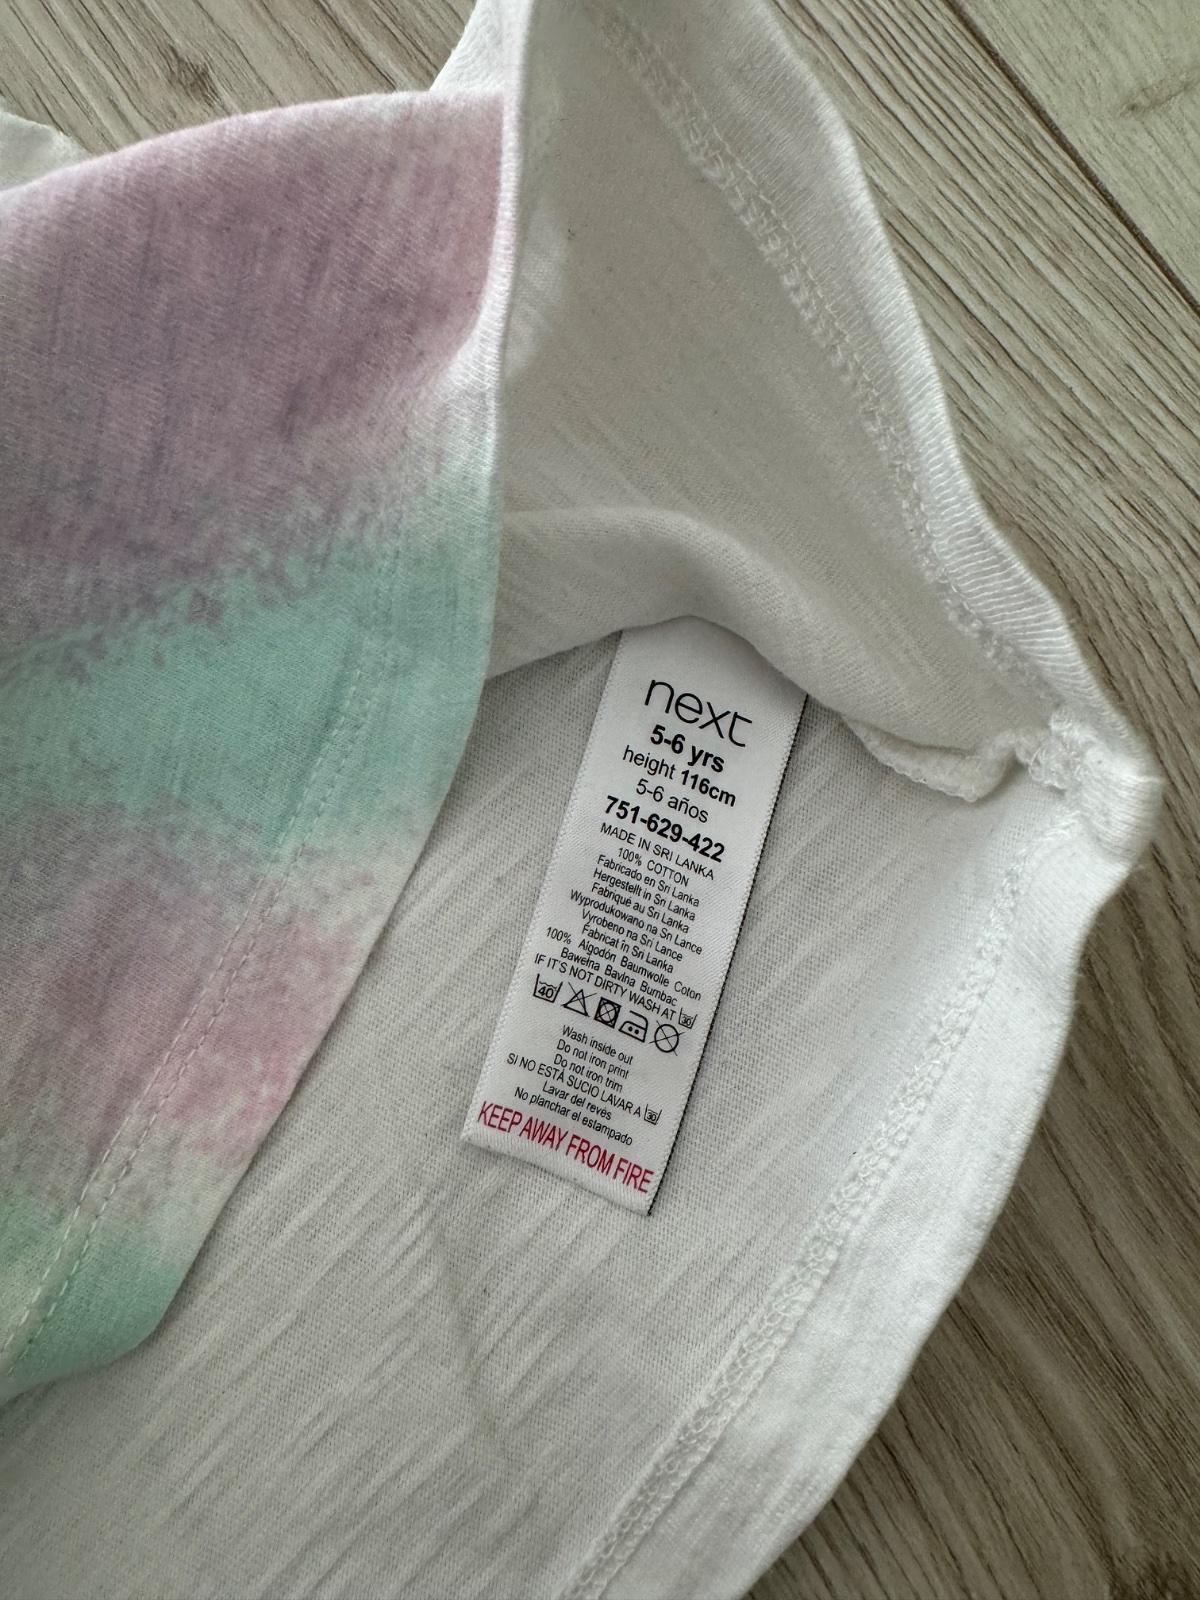 next
5-6 yrs
height 116cm
5-6 años
751-629-422
MADE IN SRI LANKA
100% COTTON
Fabricado en Sri Lanka
Hergestellt in Sri Lanka
Fabriqué au Sri Lanka
Wyprodukowano na Sri Lance
Vyrobeno na Srí Lance
Fabricat în Sri Lanka
100% Algodón Baumwolle Coton
Bawełna Bavlna Bumbac
IF IT'S NOT DIRTY WASH AT 30
40
Wash inside out
Do not iron print
Do not iron trim
SI NO ESTÁ SUCIO LAVAR A 30
Lavar del revés
No planchar el estampado
KEEP AWAY FROM FIRE